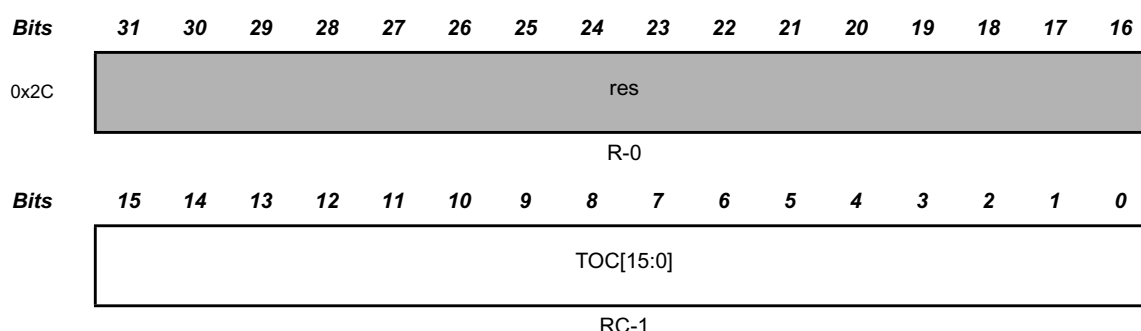 Bits 31 30 29 28 27 26 25 24 23 22 21 20 19 18 17 16
0x2C res
R-0
Bits 15 14 13 12 11 10 9 8 7 6 5 4 3 2 1 0
TOC[15:0]
RC-1